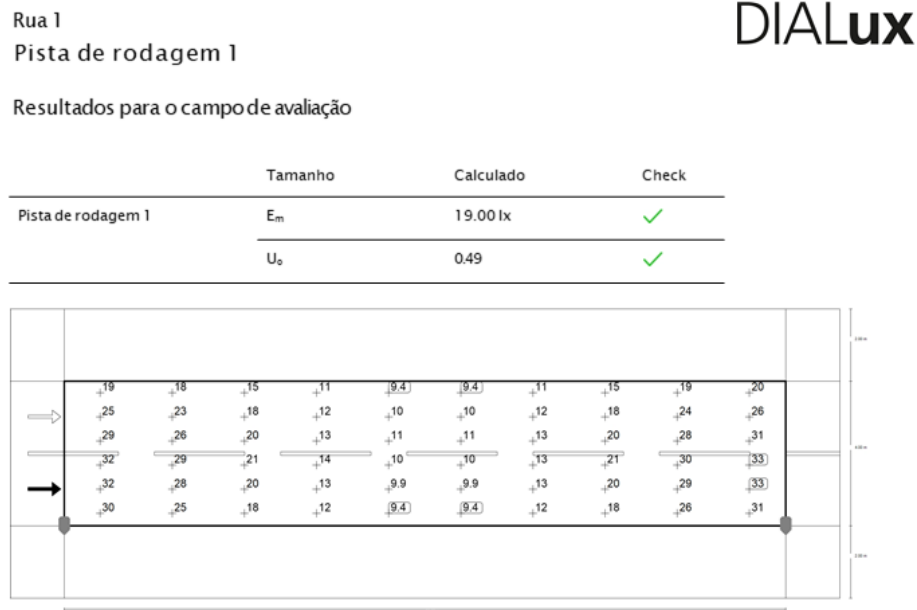 Rua 1
DIALux
Pista de rodagem 1
Resultados para o campo de avaliação
Tamanho Calculado Check
Pista de rodagem 1 Em 19.00 lx
Uo 0.49
19 18 15 11 9.4 9.4 11 15 19 20
25 23 18 12 10 10 12 18 24 26
29 26 20 13 11 11 13 20 28 31
32 29 21 14 10 10 13 21 30 33
32 28 20 13 9.9 9.9 13 20 29 33
30 25 18 12 9.4 9.4 12 18 26 31